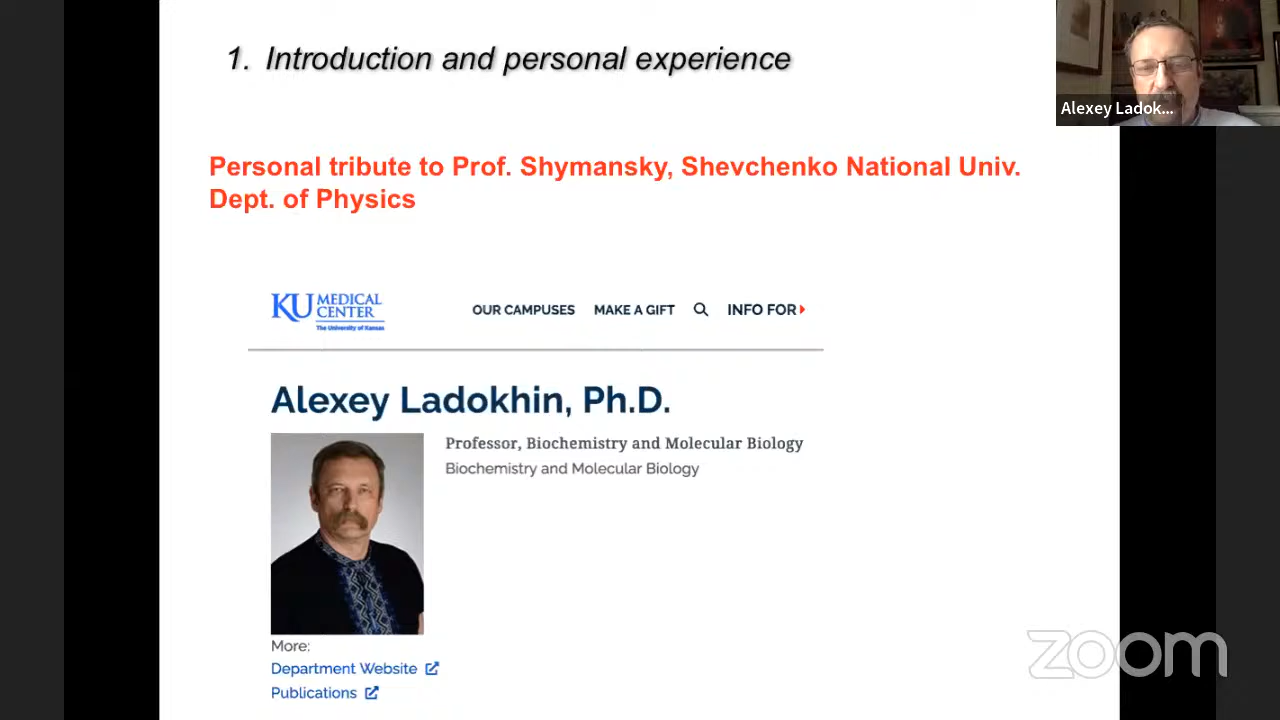 1. Introduction and personal experience
Alexey Ladok...
Personal tribute to Prof. Shymansky, Shevchenko National Univ.
Dept. of Physics
KU MEDICAL CENTER
The University of Kansas
OUR CAMPUSES MAKE A GIFT INFO FOR
Alexey Ladokhin, Ph.D.
Professor, Biochemistry and Molecular Biology
Biochemistry and Molecular Biology
More:
Department Website
Publications
zoom